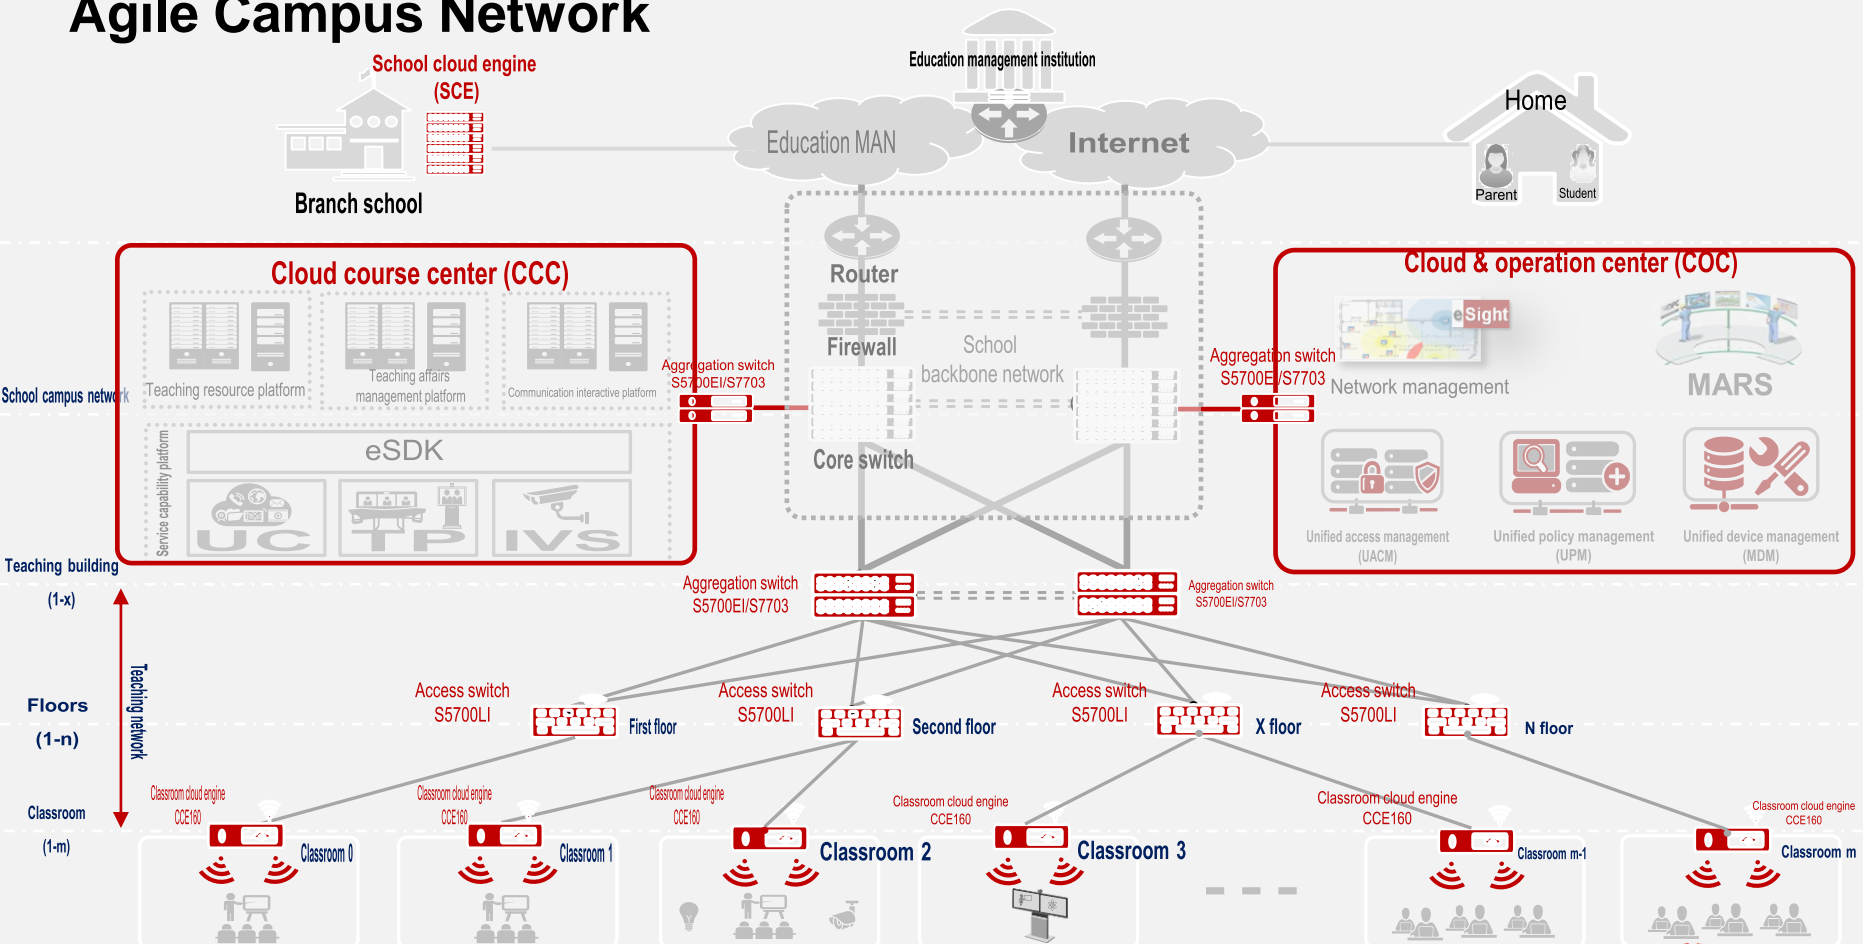 Agile Campus Network
School cloud engine
(SCE)
Branch school
Education management institution
Education MAN
Internet
Home
Parent
Student
Cloud course center (CCC)
Teaching resource platform
Teaching affairs
management platform
Communication interactive platform
Service capability platform
eSDK
UC
TP
IVS
Aggregation switch
S5700EI/S7703
Router
Firewall
School
backbone network
Core switch
Aggregation switch
S5700EI/S7703
Cloud & operation center (COC)
eSight
Network management
MARS
Unified access management
(UACM)
Unified policy management
(UPM)
Unified device management
(MDM)
School campus network
Teaching building
(1-x)
Aggregation switch
S5700EI/S7703
Aggregation switch
S5700EI/S7703
Teaching network
Floors
(1-n)
Access switch
S5700LI
First floor
Access switch
S5700LI
Second floor
Access switch
S5700LI
X floor
Access switch
S5700LI
N floor
Classroom
(1-m)
Classroom cloud engine
CCE160
Classroom 0
Classroom cloud engine
CCE160
Classroom 1
Classroom cloud engine
CCE160
Classroom 2
Classroom cloud engine
CCE160
Classroom 3
Classroom cloud engine
CCE160
Classroom m-1
Classroom cloud engine
CCE160
Classroom m